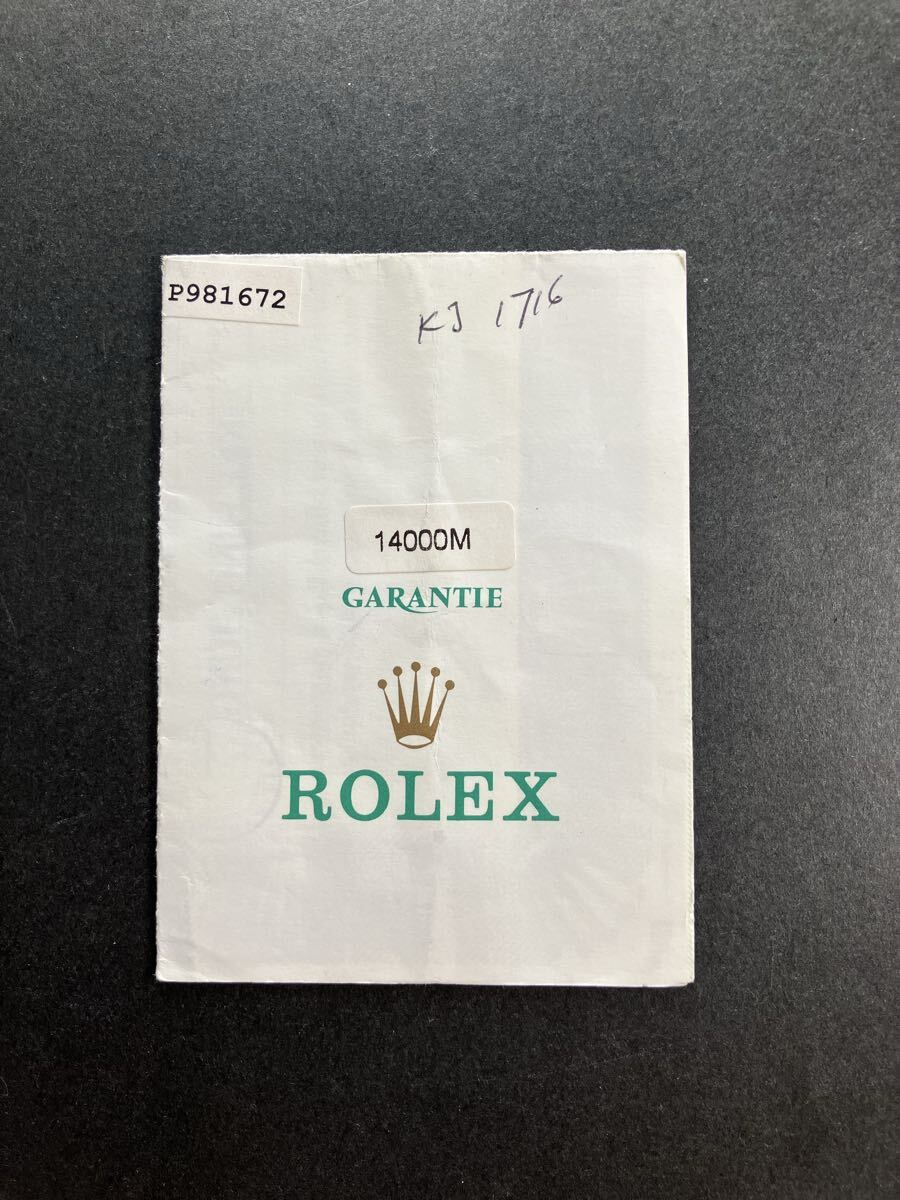 P981672
KJ 1716
14000M
GARANTIE
ROLEX